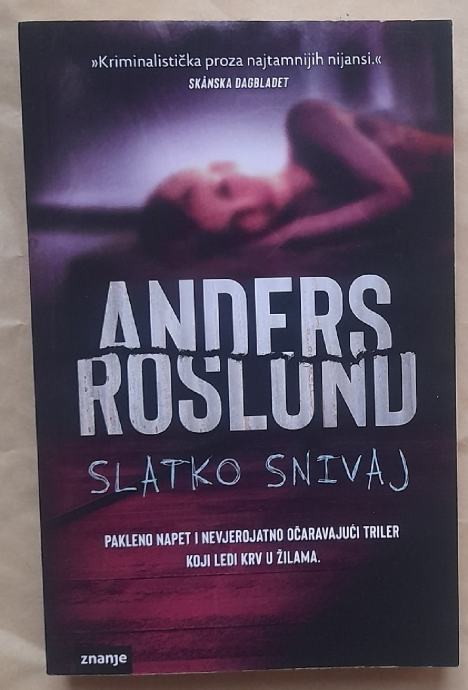 »Kriminalistička proza najtamnijih nijansi.«
SKÅNSKA DAGBLADET
ANDERS
ROSLUND
SLATKO SNIVAJ
PAKLENO NAPET I NEVJEROJATNO OČARAVAJUĆI TRILER
KOJI LEDI KRV U ŽILAMA.
znanje